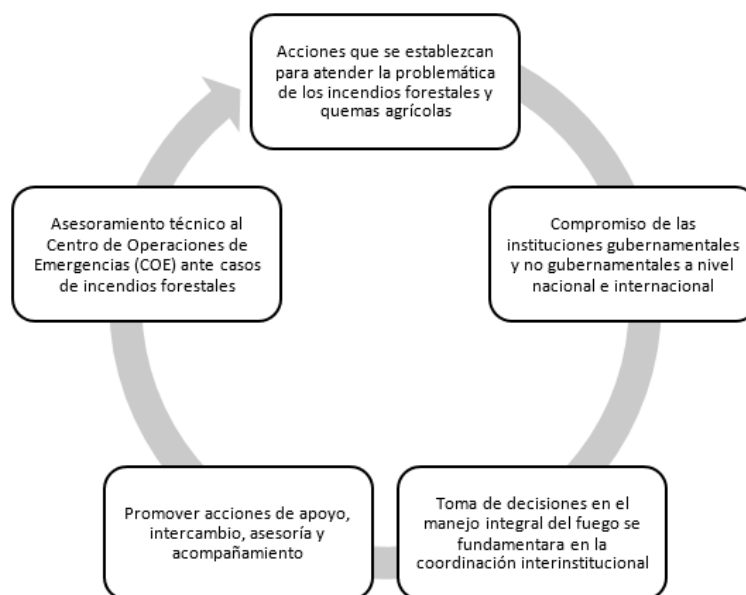 Acciones que se establezcan
para atender la problemática
de los incendios forestales y
quemas agrícolas
Compromiso de las
instituciones gubernamentales
y no gubernamentales a nivel
nacional e internacional
Toma de decisiones en el
manejo integral del fuego se
fundamentara en la
coordinación interinstitucional
Promover acciones de apoyo,
intercambio, asesoría y
acompañamiento
Asesoramiento técnico al
Centro de Operaciones de
Emergencias (COE) ante casos
de incendios forestales